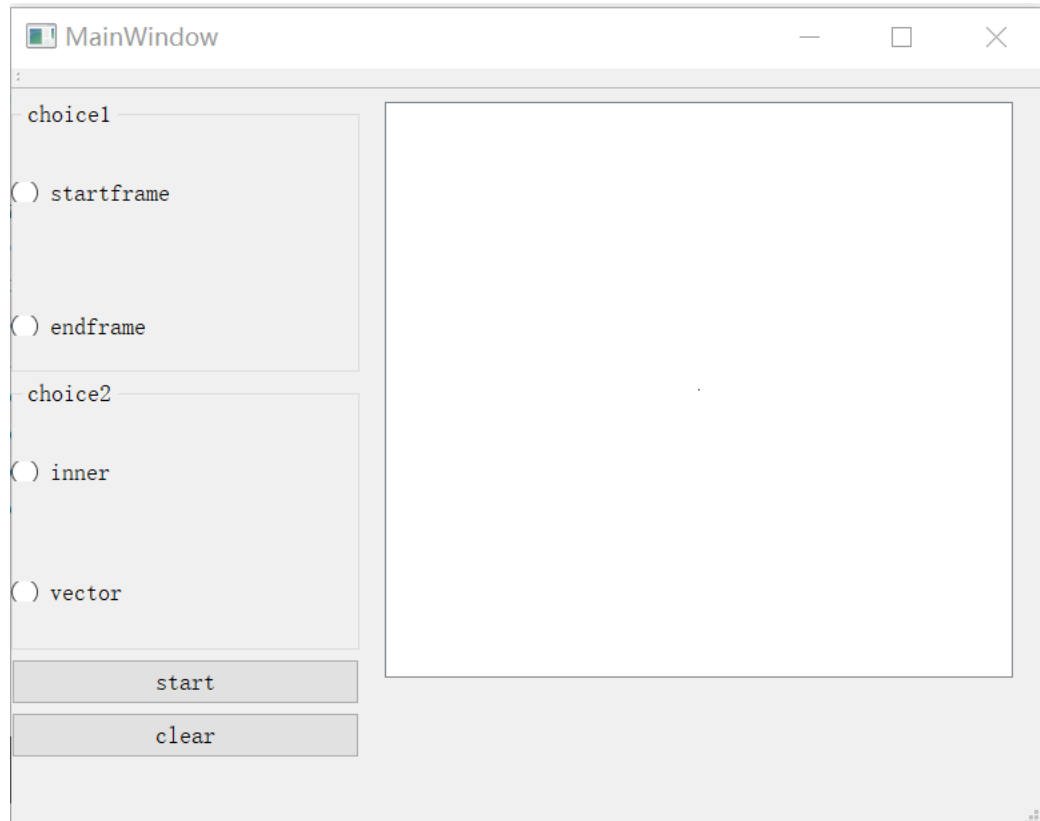 MainWindow
choice1
startframe
endframe
choice2
inner
vector
start
clear